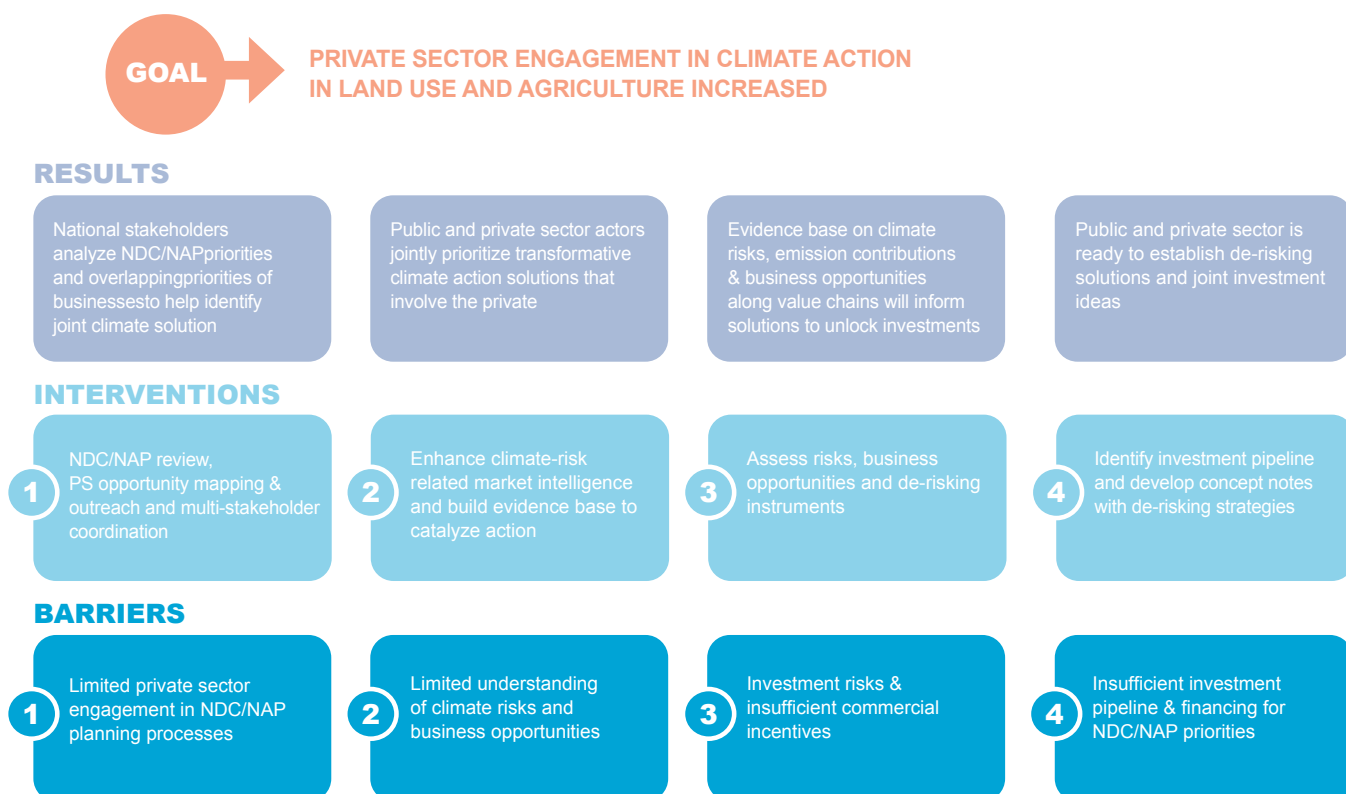 GOAL
PRIVATE SECTOR ENGAGEMENT IN CLIMATE ACTION
IN LAND USE AND AGRICULTURE INCREASED
RESULTS
National stakeholders
analyze NDC/NAPpriorities
and overlappingpriorities of
businessesto help identify
joint climate solution
Public and private sector actors
jointly prioritize transformative
climate action solutions that
involve the private
Evidence base on climate
risks, emission contributions
& business opportunities
along value chains will inform
solutions to unlock investments
Public and private sector is
ready to establish de-risking
solutions and joint investment
ideas
INTERVENTIONS
1
NDC/NAP review,
PS opportunity mapping &
outreach and multi-stakeholder
coordination
2
Enhance climate-risk
related market intelligence
and build evidence base to
catalyze action
3
Assess risks, business
opportunities and de-risking
instruments
4
Identify investment pipeline
and develop concept notes
with de-risking strategies
BARRIERS
1
Limited private sector
engagement in NDC/NAP
planning processes
2
Limited understanding
of climate risks and
business opportunities
3
Investment risks &
insufficient commercial
incentives
4
Insufficient investment
pipeline & financing for
NDC/NAP priorities